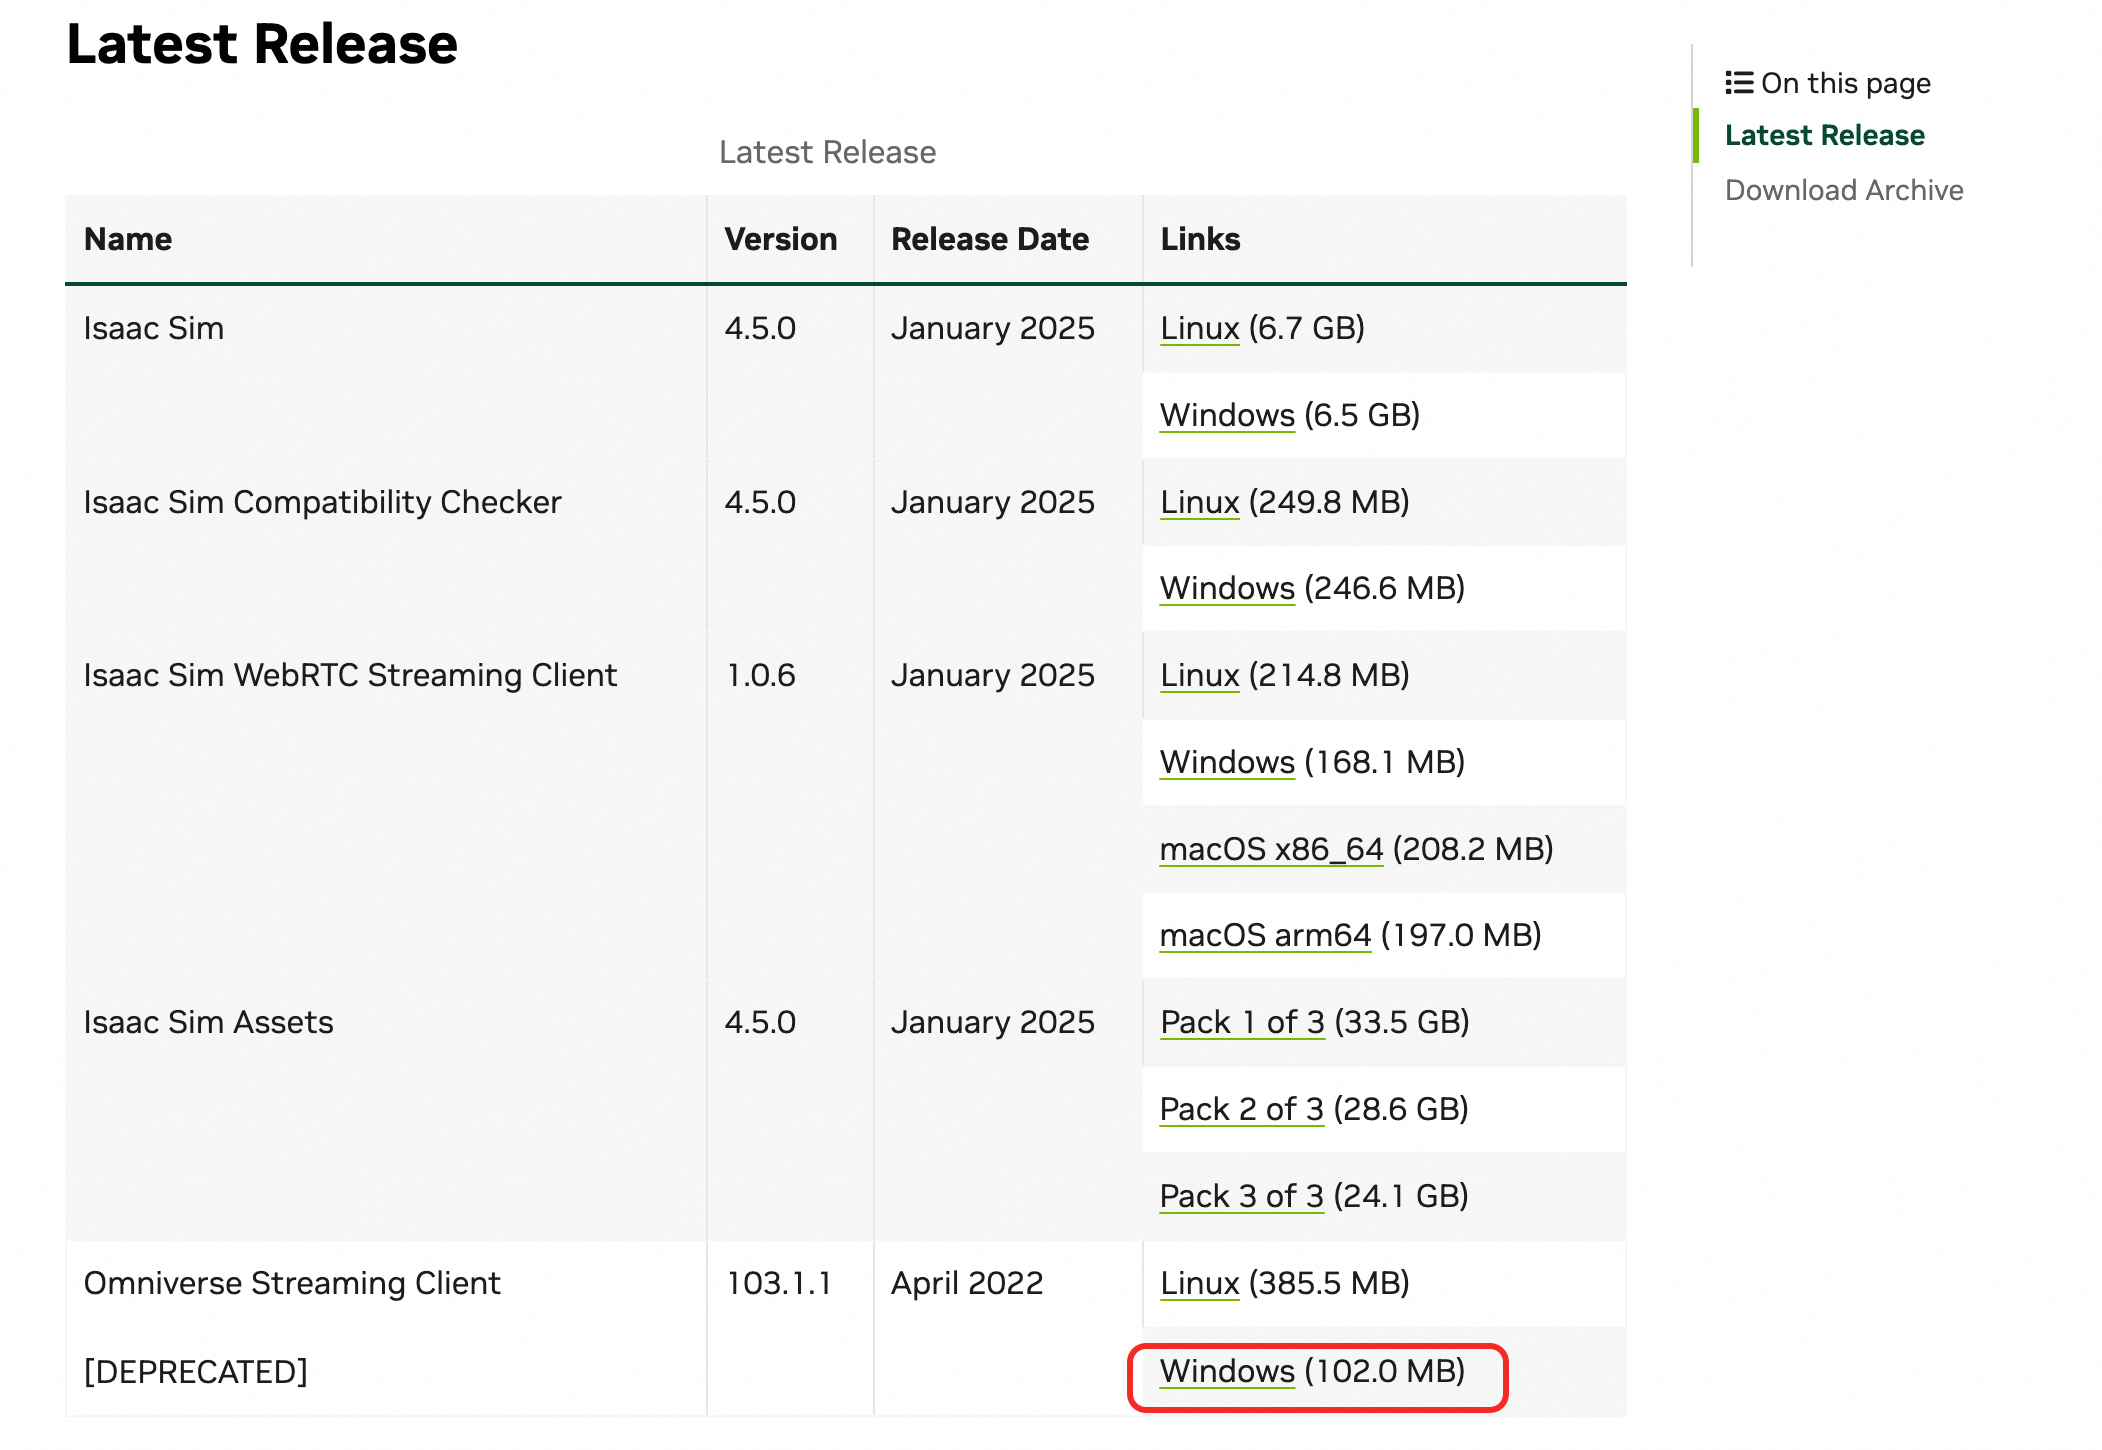 Latest Release
On this page
Latest Release
Download Archive
Latest Release
Name Version Release Date Links
Isaac Sim 4.5.0 January 2025 Linux (6.7 GB)
Windows (6.5 GB)
Isaac Sim Compatibility Checker 4.5.0 January 2025 Linux (249.8 MB)
Windows (246.6 MB)
Isaac Sim WebRTC Streaming Client 1.0.6 January 2025 Linux (214.8 MB)
Windows (168.1 MB)
macOS x86_64 (208.2 MB)
macOS arm64 (197.0 MB)
Isaac Sim Assets 4.5.0 January 2025 Pack 1 of 3 (33.5 GB)
Pack 2 of 3 (28.6 GB)
Pack 3 of 3 (24.1 GB)
Omniverse Streaming Client 103.1.1 April 2022 Linux (385.5 MB)
[DEPRECATED] Windows (102.0 MB)